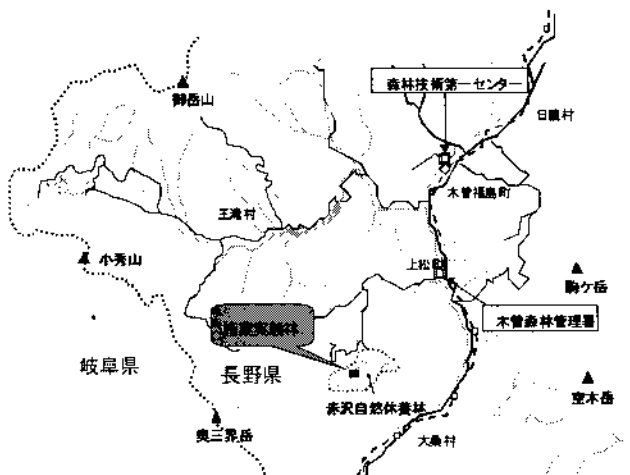 御岳山
森林技術第一センター
日義村
木曽福島町
王滝村
上松町
小秀山
駒ケ岳
木曽森林管理署
岐阜県
長野県
赤沢自然休養林
空木岳
奥三界岳
大桑村